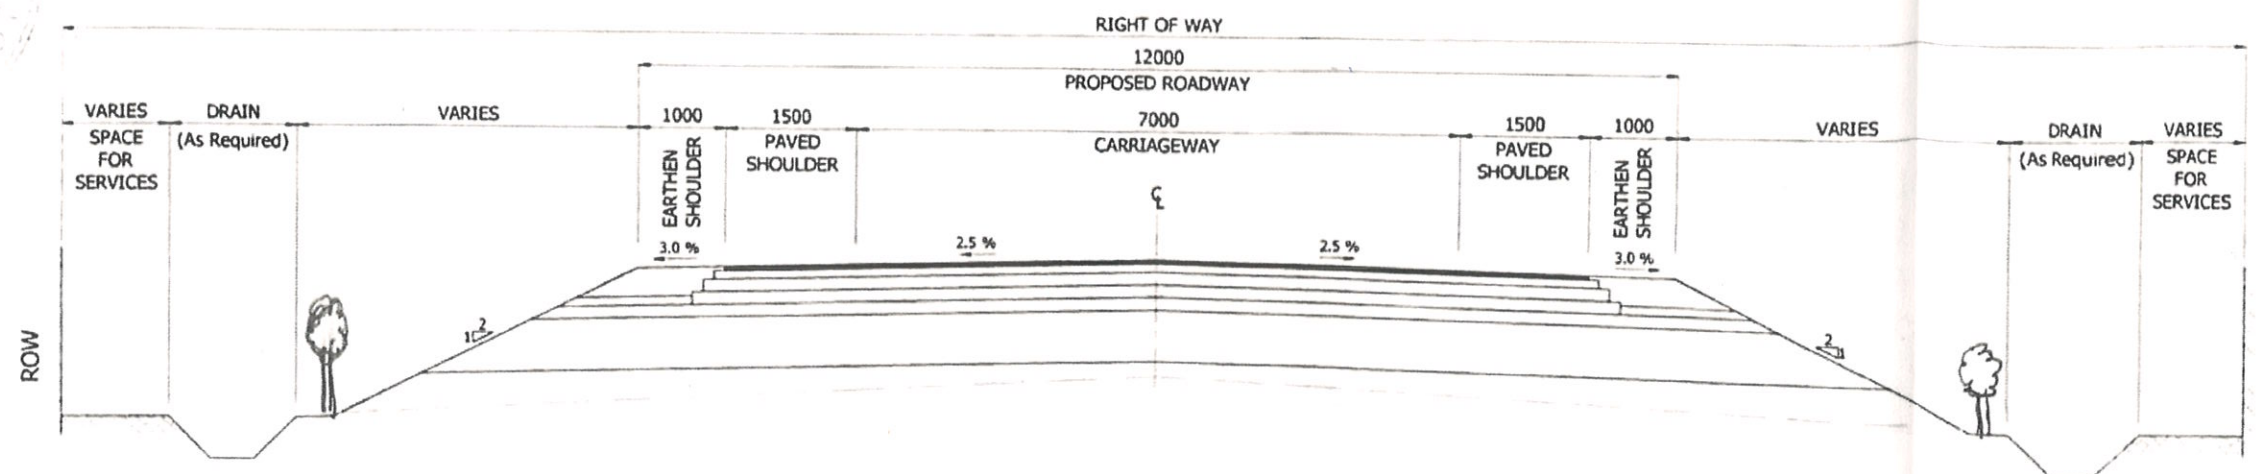 RIGHT OF WAY
12000
PROPOSED ROADWAY
VARIES
DRAIN
VARIES
1000
1500
7000
1500
1000
VARIES
DRAIN
VARIES
SPACE
FOR
SERVICES
(As Required)
EARTHEN
SHOULDER
PAVED
SHOULDER
CARRIAGEWAY
PAVED
SHOULDER
EARTHEN
SHOULDER
(As Required)
SPACE
FOR
SERVICES
℄
3.0 %
2.5 %
2.5 %
3.0 %
1
2
2
1
ROW